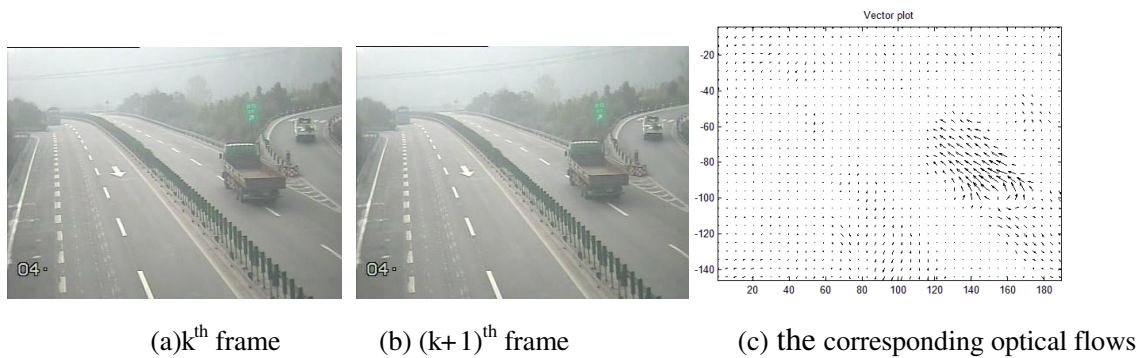 Vector plot
-20
-40
-60
-80
-100
-120
-140
20 40 60 80 100 120 140 160 180
04·
04·
(a)kth frame
(b) (k+1)th frame
(c) the corresponding optical flows